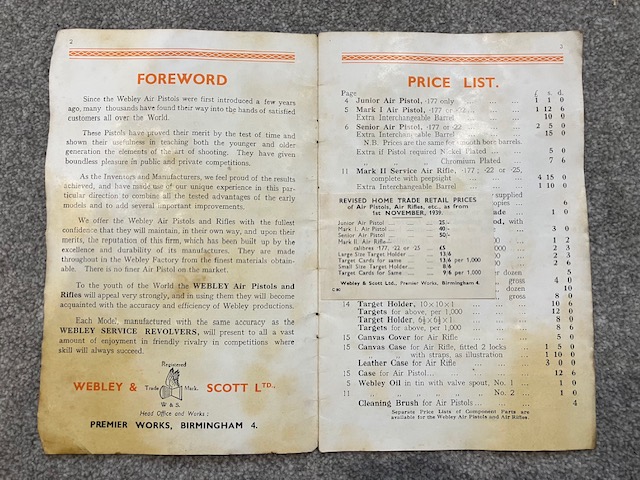 2
FOREWORD
Since the Webley Air Pistols were first introduced a few years
ago, many thousands have found their way into the hands of satisfied
customers all over the World.
These Pistols have proved their merit by the test of time and
shown their usefulness in teaching both the younger and older
generation the elements of the art of shooting. They have given
boundless pleasure in public and private competitions.
As the Inventors and Manufacturers, we feel proud of the results
achieved, and have made use of our unique experience in this par-
ticular direction to combine all the tested advantages of the early
models and to add several important improvements.
We offer the Webley Air Pistols and Rifles with the fullest
confidence that they will maintain, in their own way, and upon their
merits, the reputation of this firm, which has been built up by the
excellence and durability of its manufactures. They are made
throughout in the Webley Factory from the finest materials obtain-
able. There is no finer Air Pistol on the market.
To the youth of the World the WEBLEY Air Pistols and
Rifles will appeal very strongly, and in using them they will become
acquainted with the accuracy and efficiency of Webley productions.
Each Model, manufactured with the same accuracy as the
WEBLEY SERVICE REVOLVERS, will present to all a vast
amount of enjoyment in friendly rivalry in competitions where
skill will always succeed.
Registered
WEBLEY & Trade Mark. SCOTT LTD.,
W & S.
Head Office and Works:
PREMIER WORKS, BIRMINGHAM 4.
3
PRICE LIST.
Page £ s. d.
4 Junior Air Pistol, ·177 only ... ... ... 1 1 0
5 Mark I Air Pistol, ·177 or ·22 ... ... 1 12 6
Extra Interchangeable Barrel ... ... 10 0
6 Senior Air Pistol, ·177 or ·22 ... ... 2 5 0
Extra Interchangeable Barrel ... ... 15 0
N.B. Prices are the same for smooth bore barrels.
Extra if Pistol required Nickel Plated ... ... 5 0
Chromium Plated 7 6
11 Mark II Service Air Rifle, ·177; ·22 or ·25,
complete with peepsight ... ... 4 15 0
Extra Interchangeable Barrel ... ... 1 10 0
supplied
opies ... 6
ade ... 1 0
od, with
... 3 0
000 ... 1 2
000 ... 2 3
000 ... 2 6
er dozen 5
gross 4 0
dozen 10
gross 8 0
REVISED HOME TRADE RETAIL PRICES
of Air Pistols, Air Rifles, etc., as from
1st NOVEMBER, 1939.
Junior Air Pistol ... 25/-
Mark I. Air Pistol ... 40/-
Senior Air Pistol ... 50/-
Mark II. Air Rifle—
calibres ·177, ·22 or ·25 £5
Large Size Target Holder 13/6
Target Cards for same ... 13/6 per 1,000
Small Size Target Holder 8/6
Target Cards for Same ... 9/6 per 1,000
Webley & Scott Ltd., Premier Works, Birmingham 4.
14 Target Holder, 10 × 10 × 1 ... ... 10 6
Targets for above, per 1,000 ... ... 12 0
Target Holder, 6½ × 6½ × 1 ... ... 8 0
Targets for above, per 1,000 ... ... 8 6
15 Canvas Cover for Air Rifle ... ... 5 0
15 Canvas Case for Air Rifle, fitted 2 locks ... 1 5 0
„ „ with straps, as illustration 1 10 0
Leather Case for Air Rifle ... ... 3 0 0
15 Case for Air Pistol ... ... 12 6
5 Webley Oil in tin with valve spout, No. 1 ... 1 0
11 „ „ „ „ „ No. 2 ... 1 0
Cleaning Brush for Air Pistols ... ... 4
Separate Price Lists of Component Parts are
available for the Webley Air Pistols and Air Rifles.